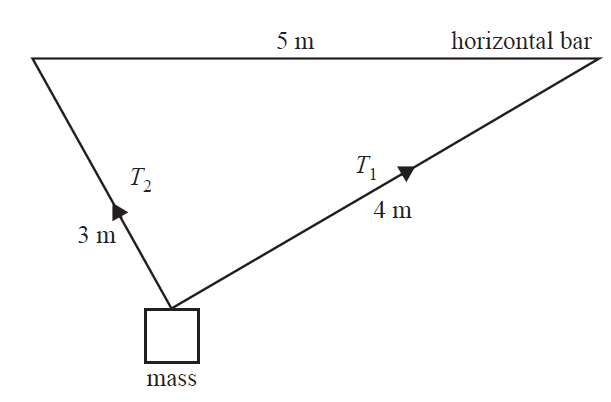 5 m
horizontal bar
T₂
T₁
3 m
4 m
mass